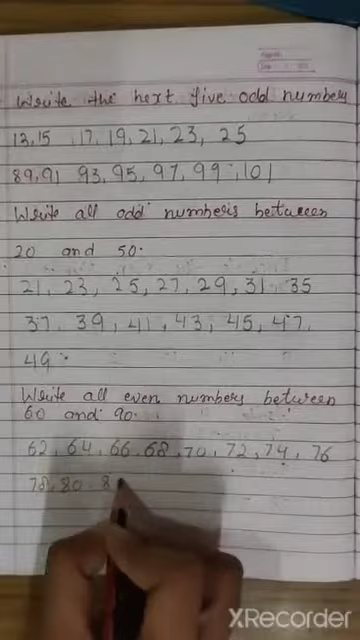 Write the next five odd numbers
13,15 ,17, 19, 21, 23, 25
89,91 93, 95, 97, 99, 101
Write all odd numbers between
20 and 50.
21, 23, 25, 27, 29, 31, 35
37, 39, 41, 43, 45, 47,
49.
Write all even numbers between
60 and 90.
62, 64, 66, 68, 70, 72, 74, 76
78, 80 8
XRecorder